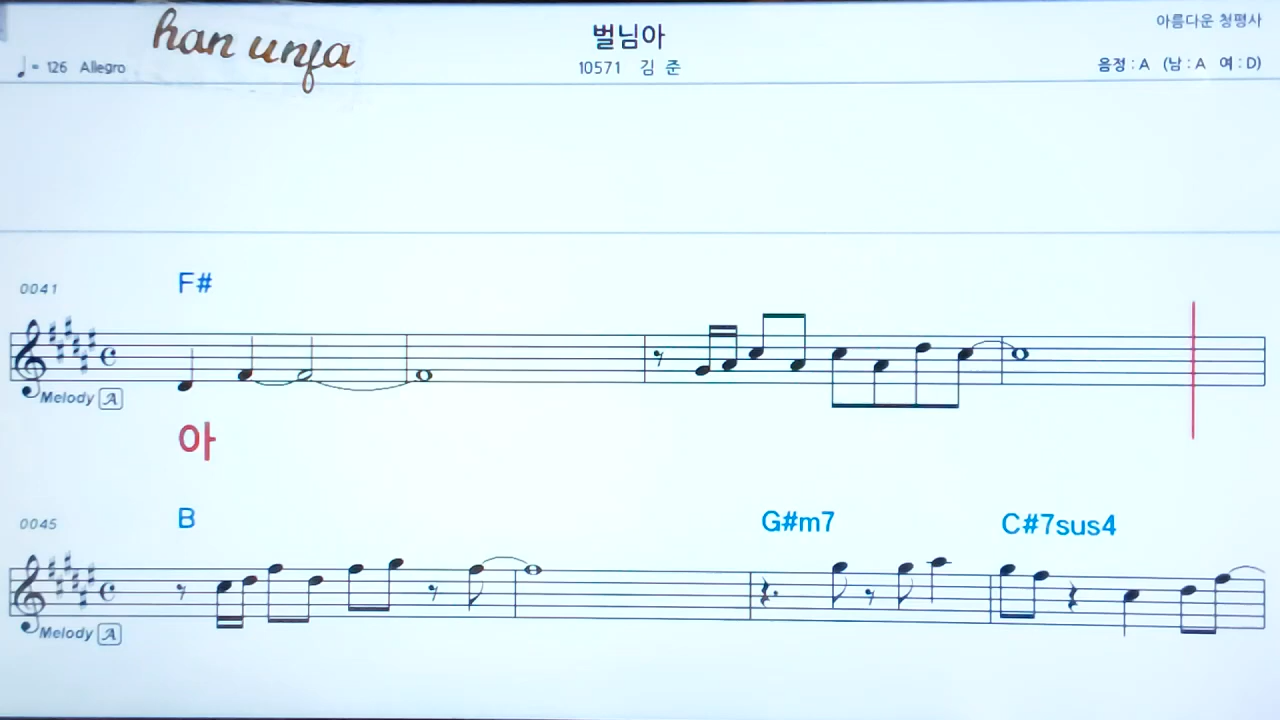 han unfa
벌님아
아름다운 청평사
♩= 126 Allegro
10571 김 준
음정 : A (남 : A 여 : D)
0041
F#
Melody A
아
0045
B G#m7 C#7sus4
Melody A